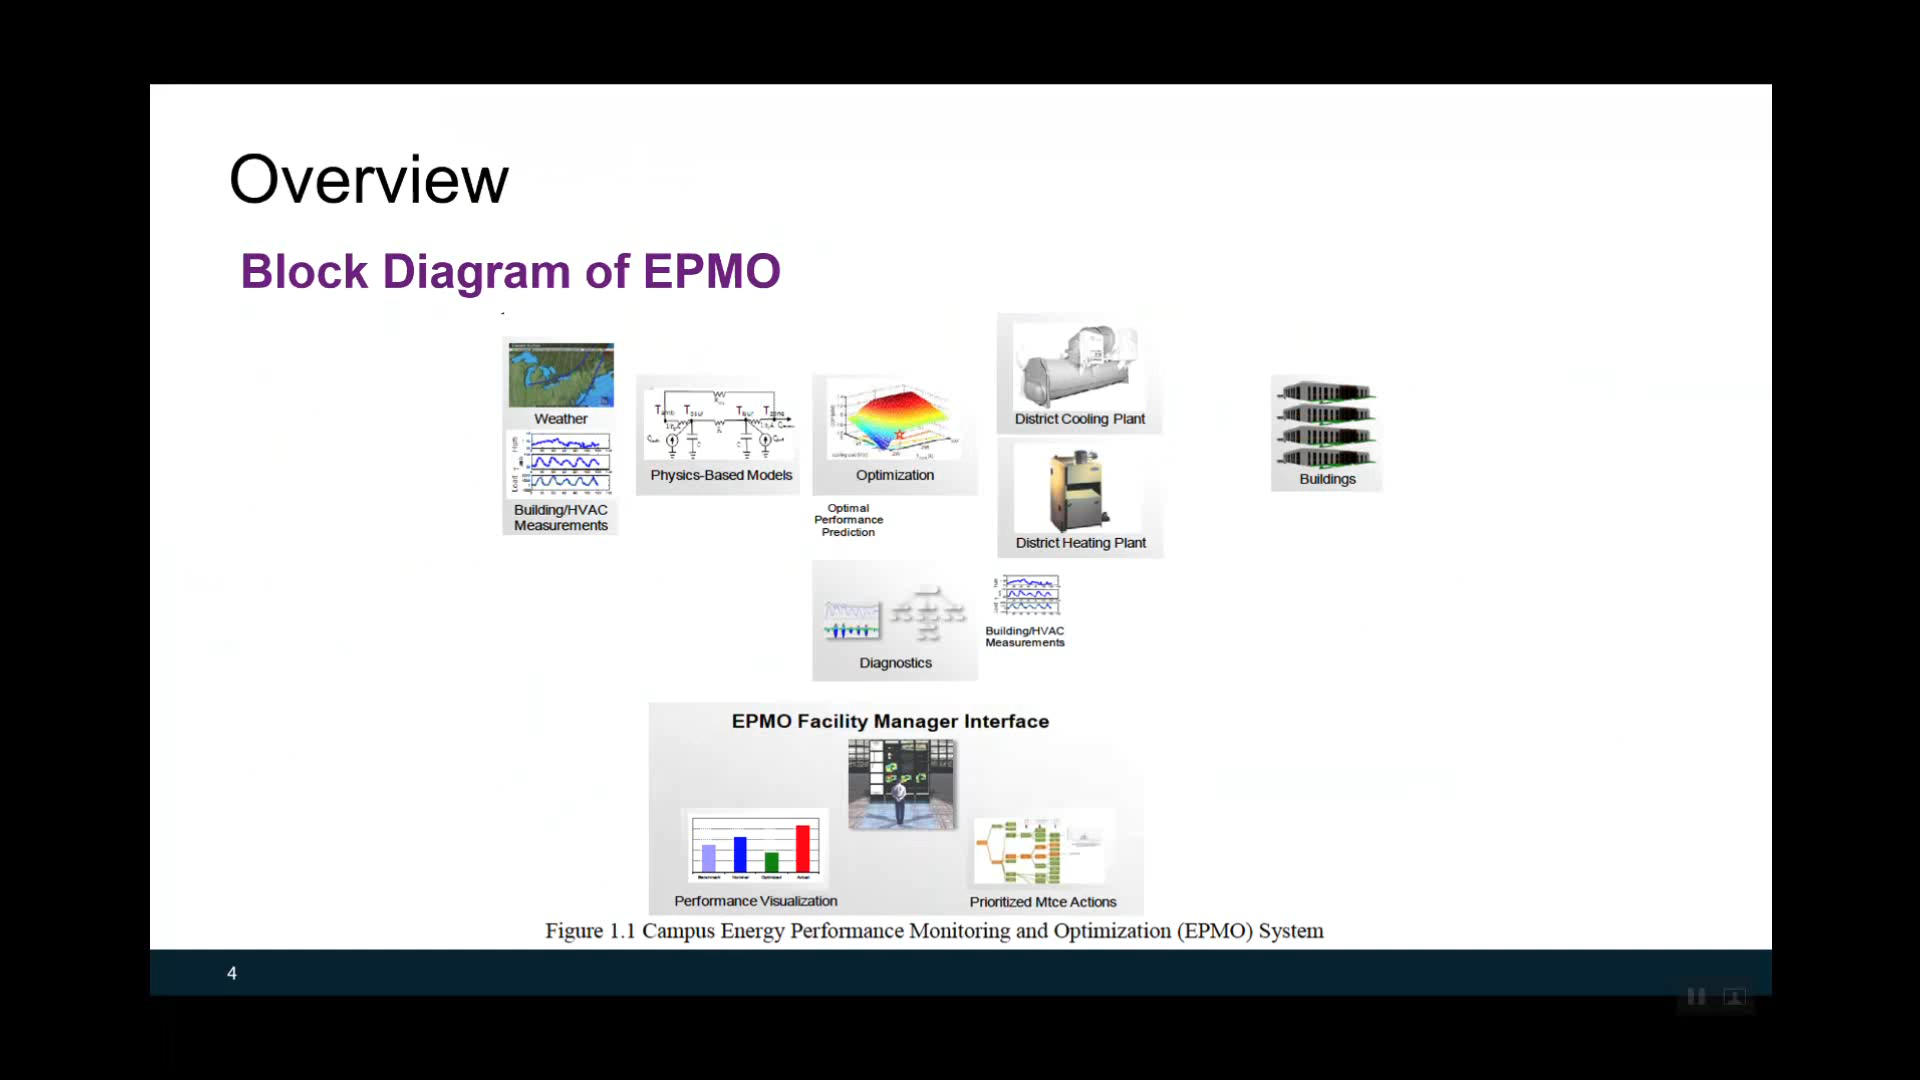 Overview
Block Diagram of EPMO
Weather
Building/HVAC
Measurements
Physics-Based Models
Optimization
Optimal
Performance
Prediction
District Cooling Plant
District Heating Plant
Buildings
Diagnostics
Building/HVAC
Measurements
EPMO Facility Manager Interface
Performance Visualization
Prioritized Mtce Actions
Figure 1.1 Campus Energy Performance Monitoring and Optimization (EPMO) System
4